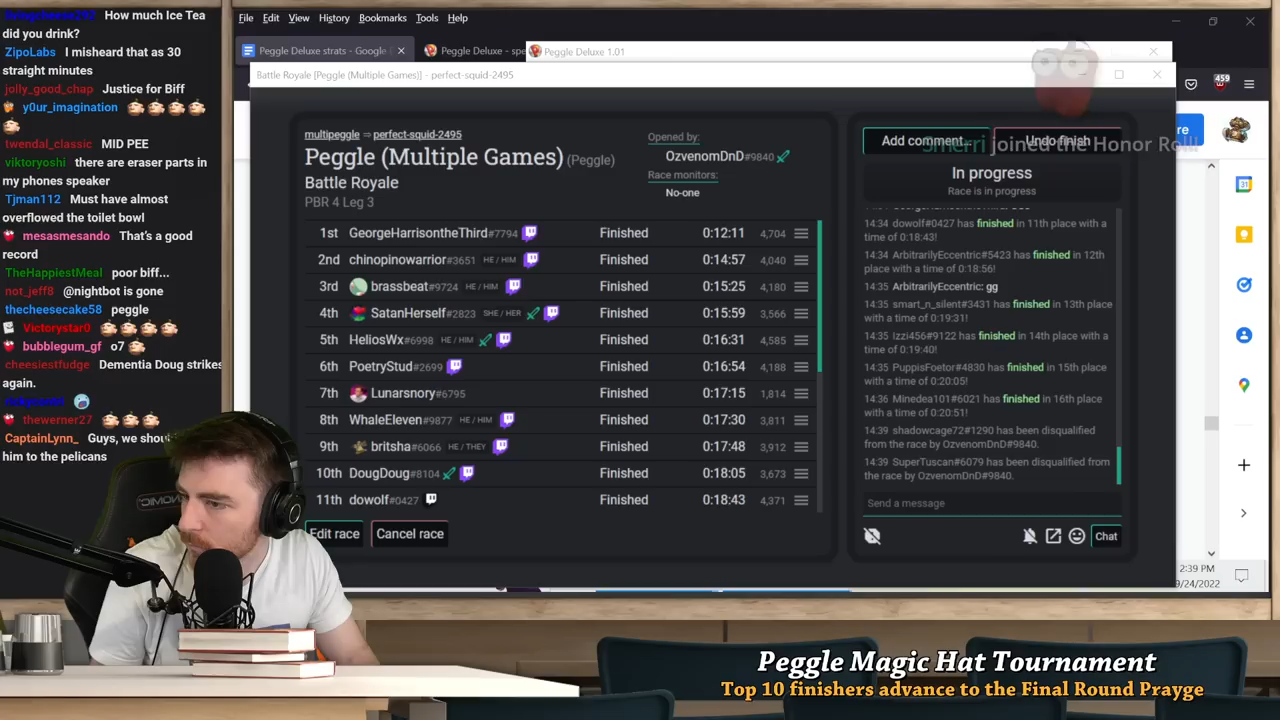 How much Ice Tea
did you drink?
ZipoLabs I misheard that as 30
straight minutes
jolly_good_chap Justice for Biff
y0ur_imagination
twendal_classic MID PEE
viktoryoshi there are eraser parts in
my phones speaker
Tjman112 Must have almost
overflowed the toilet bowl
mesasmesando That's a good
record
TheHappiestMeal poor biff...
not_jeff8 @nightbot is gone
thecheesecake58 peggle
Victorystar0
bubblegum_gf o7
cheesiestfudge Dementia Doug strikes
again.
thewerner27
CaptainLynn_ Guys, we shou
him to the pelicans
File Edit View History Bookmarks Tools Help
Peggle Deluxe strats - Google
Peggle Deluxe - spe
Peggle Deluxe 1.01
Battle Royale [Peggle (Multiple Games)] - perfect-squid-2495
459
re
multipeggle ⇒ perfect-squid-2495
Peggle (Multiple Games) (Peggle)
Battle Royale
PBR 4 Leg 3
Opened by:
OzvenomDnD#9840
Race monitors:
No-one
1st GeorgeHarrisontheThird#7794 Finished 0:12:11 4,704
2nd chinopinowarrior#3651 HE / HIM Finished 0:14:57 4,040
3rd brassbeat#9724 HE / HIM Finished 0:15:25 4,180
4th SatanHerself#2823 SHE / HER Finished 0:15:59 3,566
5th HeliosWx#6998 HE / HIM Finished 0:16:31 4,585
6th PoetryStud#2699 Finished 0:16:54 4,188
7th Lunarsnory#6795 Finished 0:17:15 1,814
8th WhaleEleven#9877 HE / HIM Finished 0:17:30 3,811
9th britsha#6066 HE / THEY Finished 0:17:48 3,912
10th DougDoug#8104 Finished 0:18:05 3,673
11th dowolf#0427 Finished 0:18:43 4,371
Edit race
Cancel race
Add comment...
Undo finish
Smerri joined the Honor Roll!
In progress
Race is in progress
14:34 dowolf#0427 has finished in 11th place with a
time of 0:18:43!
14:34 ArbitrarilyEccentric#5423 has finished in 12th
place with a time of 0:18:56!
14:35 ArbitrarilyEccentric: gg
14:35 smart_n_silent#3431 has finished in 13th place
with a time of 0:19:31!
14:35 Izzi456#9122 has finished in 14th place with a
time of 0:19:40!
14:35 PuppisFoetor#4830 has finished in 15th place
with a time of 0:20:05!
14:36 Minedea101#6021 has finished in 16th place
with a time of 0:20:51!
14:39 shadowcage72#1290 has been disqualified
from the race by OzvenomDnD#9840.
14:39 SuperTuscan#6079 has been disqualified from
the race by OzvenomDnD#9840.
Send a message
Chat
31
2:39 PM
9/24/2022
Peggle Magic Hat Tournament
Top 10 finishers advance to the Final Round Prayge